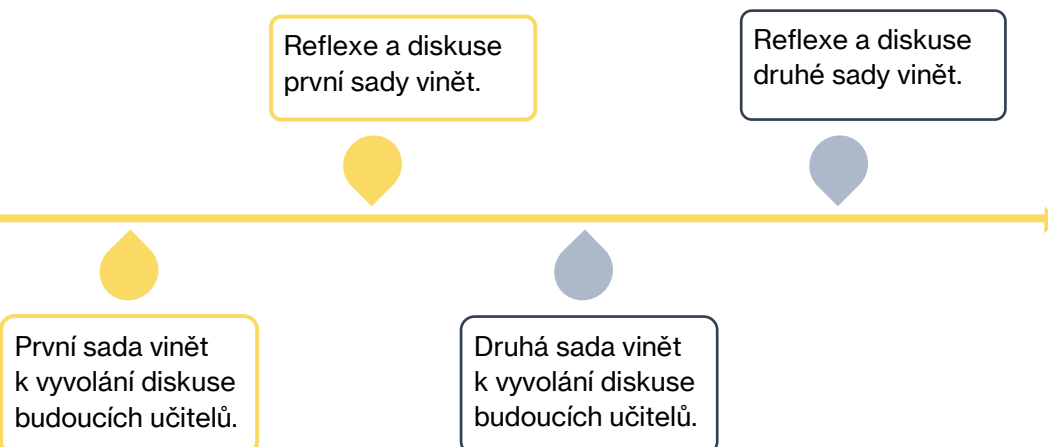 Reflexe a diskuse
první sady vinět.
Reflexe a diskuse
druhé sady vinět.
První sada vinět
k vyvolání diskuse
budoucích učitelů.
Druhá sada vinět
k vyvolání diskuse
budoucích učitelů.